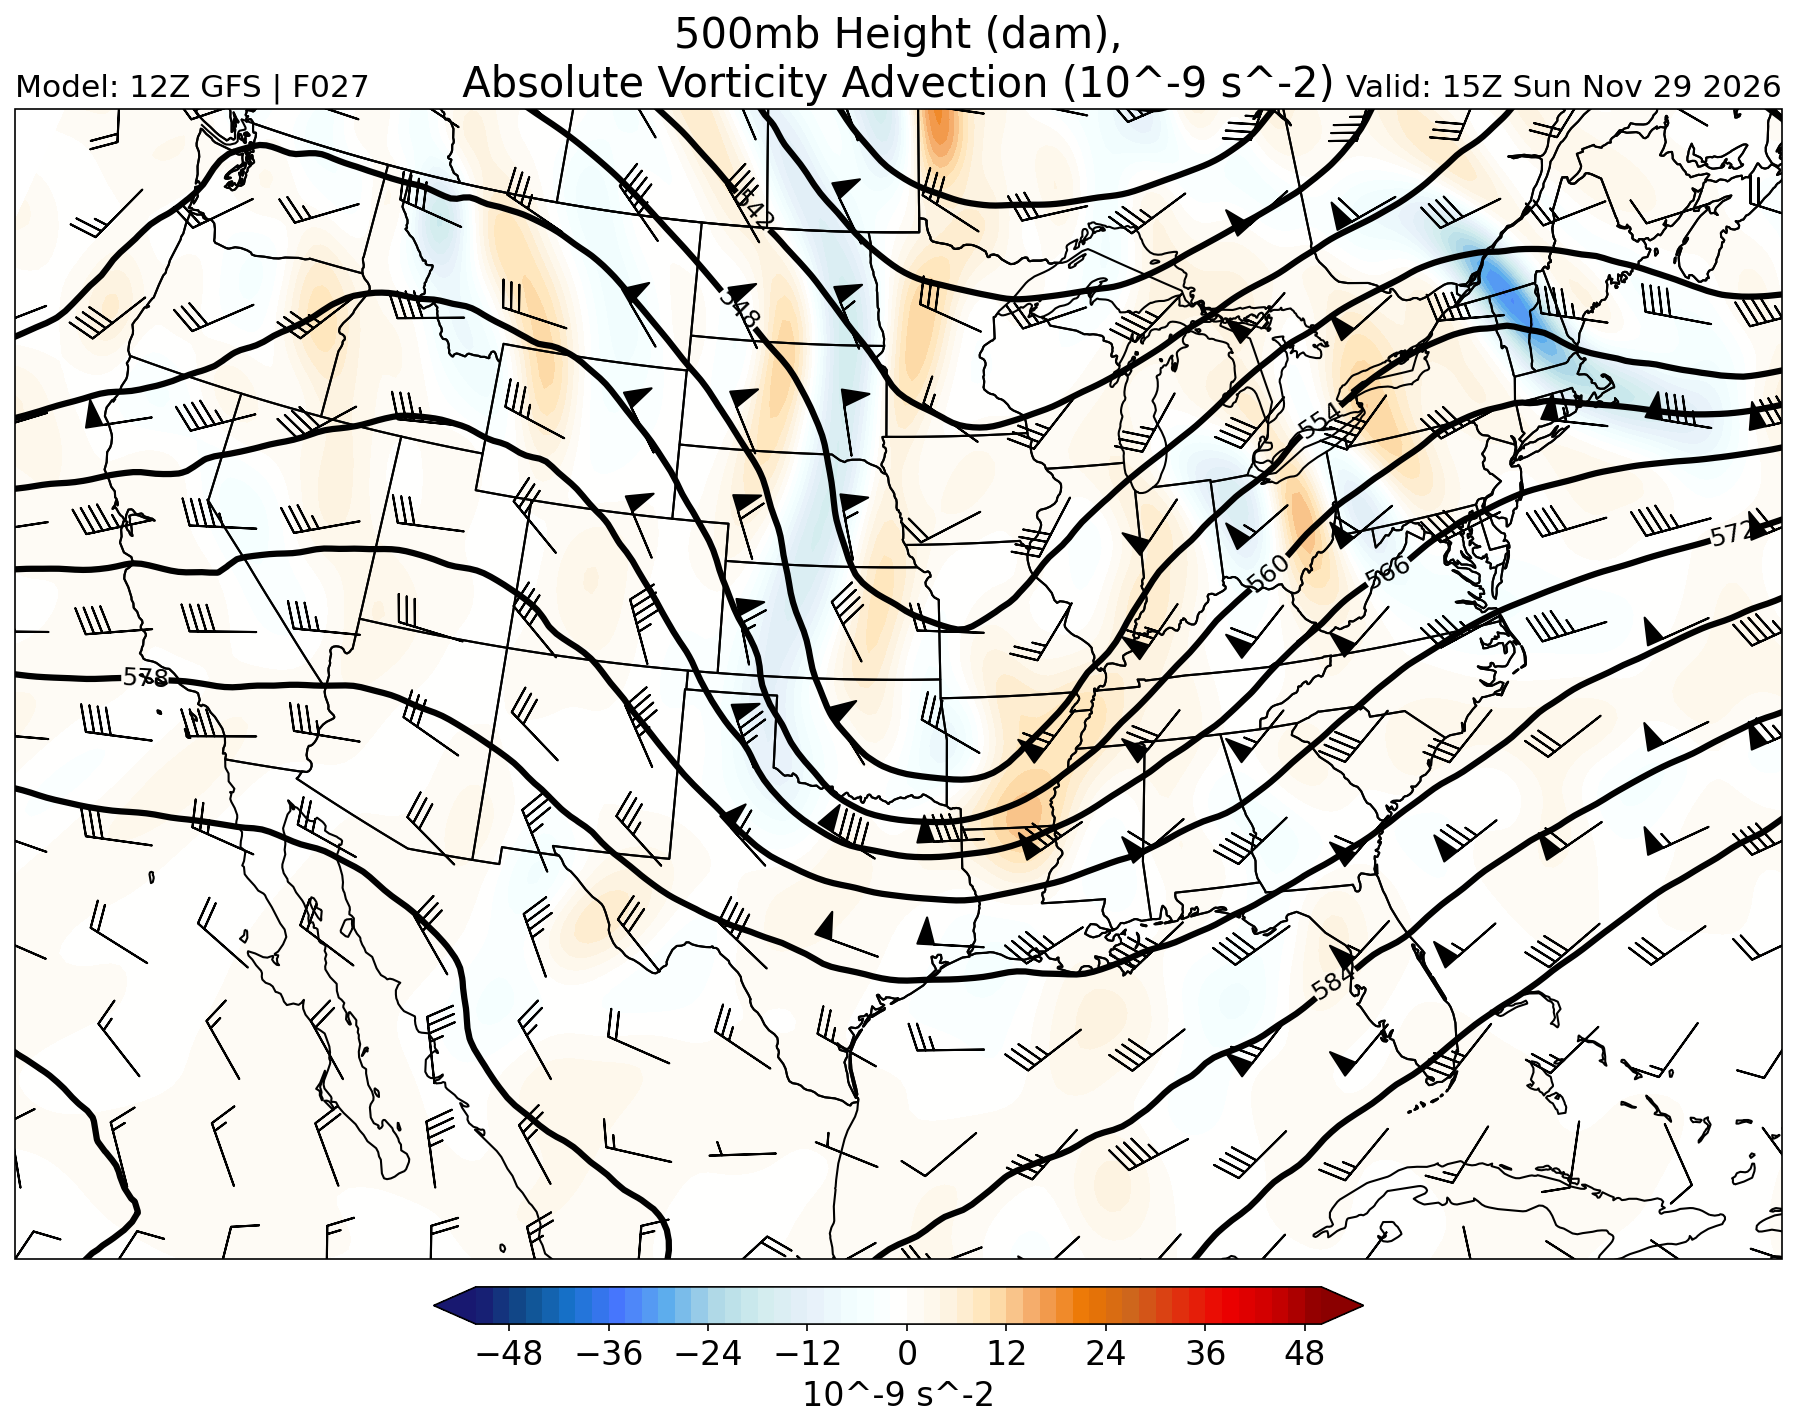 500mb Height (dam),
Model: 12Z GFS | F027
Absolute Vorticity Advection (10^-9 s^-2)
Valid: 15Z Sun Nov 29 2026
542
548
554
560
566
572
578
584
−48 −36 −24 −12 0 12 24 36 48
10^-9 s^-2